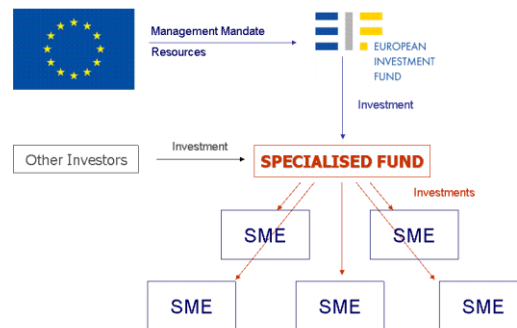 Management Mandate
Resources
EUROPEAN
INVESTMENT
FUND
Investment
Other Investors
Investment
SPECIALISED FUND
Investments
SME
SME
SME
SME
SME